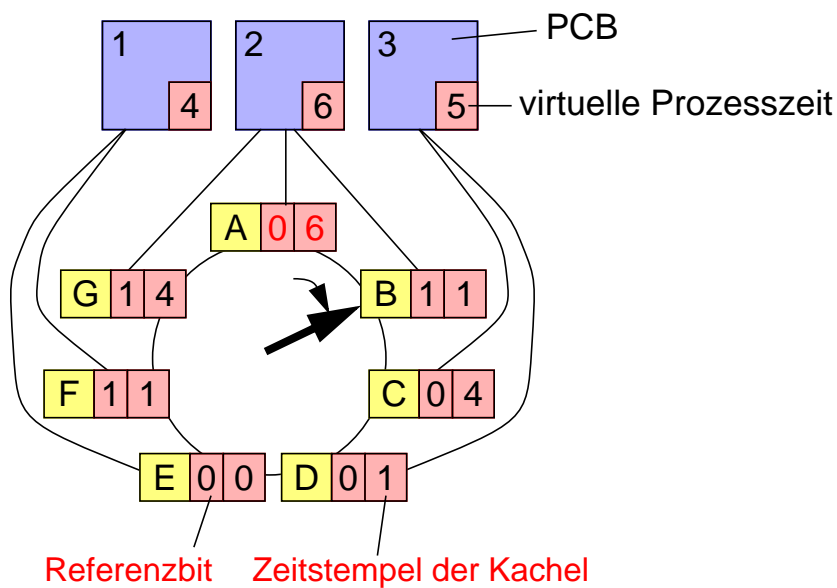 1 2 3 PCB
4 6 5 virtuelle Prozesszeit
A 0 6
G 1 4 B 1 1
F 1 1 C 0 4
E 0 0 D 0 1
Referenzbit Zeitstempel der Kachel